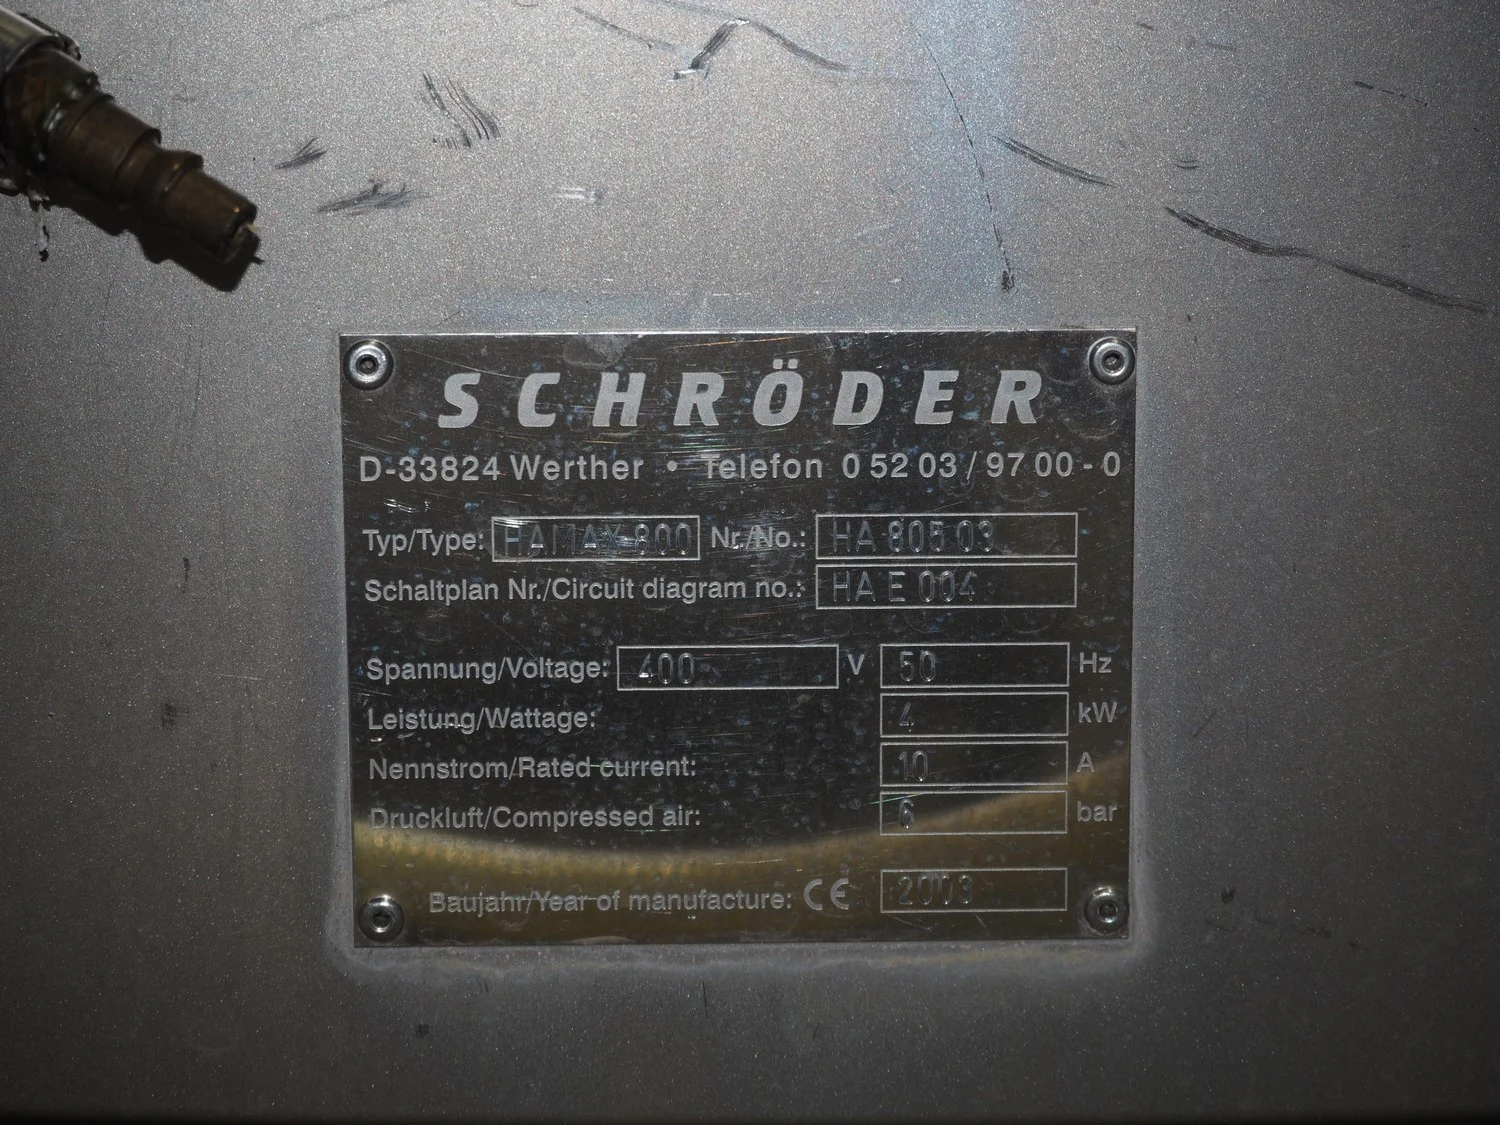 SCHRÖDER
D-33824 Werther • Telefon 0 52 03 / 97 00 - 0
Typ/Type: HAMAX 800 Nr./No.: HA 805 03
Schaltplan Nr./Circuit diagram no.: HA E 004
Spannung/Voltage: 400 V 50 Hz
Leistung/Wattage: 4 kW
Nennstrom/Rated current: 10 A
Druckluft/Compressed air: 6 bar
Baujahr/Year of manufacture: CE 2003